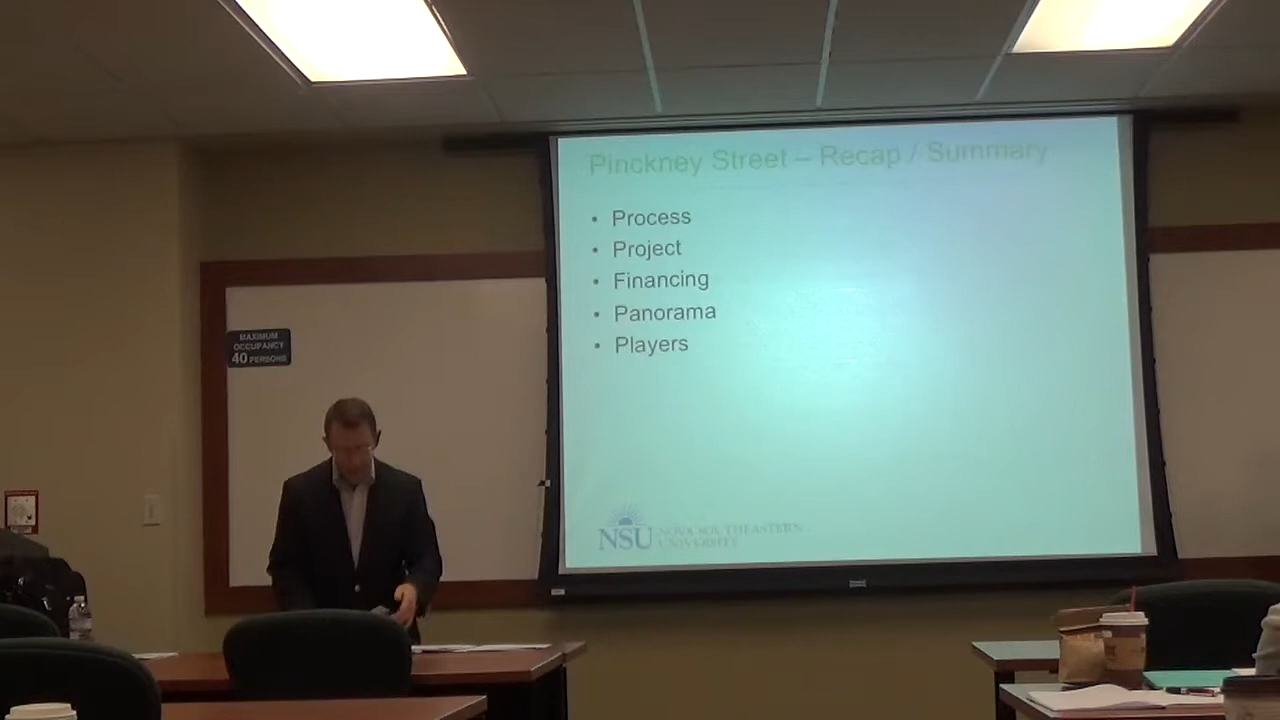 Pinckney Street – Recap / Summary
• Process
• Project
• Financing
• Panorama
• Players
MAXIMUM
OCCUPANCY
40 PERSONS
NSU
NOVA SOUTHEASTERN
UNIVERSITY